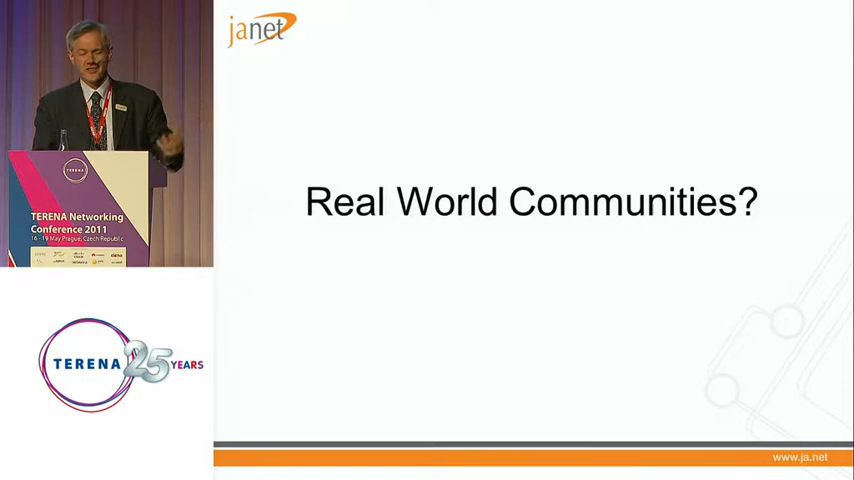 janet
Real World Communities?
TERENA
TERENA Networking
Conference 2011
16 - 19 May Prague, Czech Republic
TERENA 25 YEARS
www.ja.net